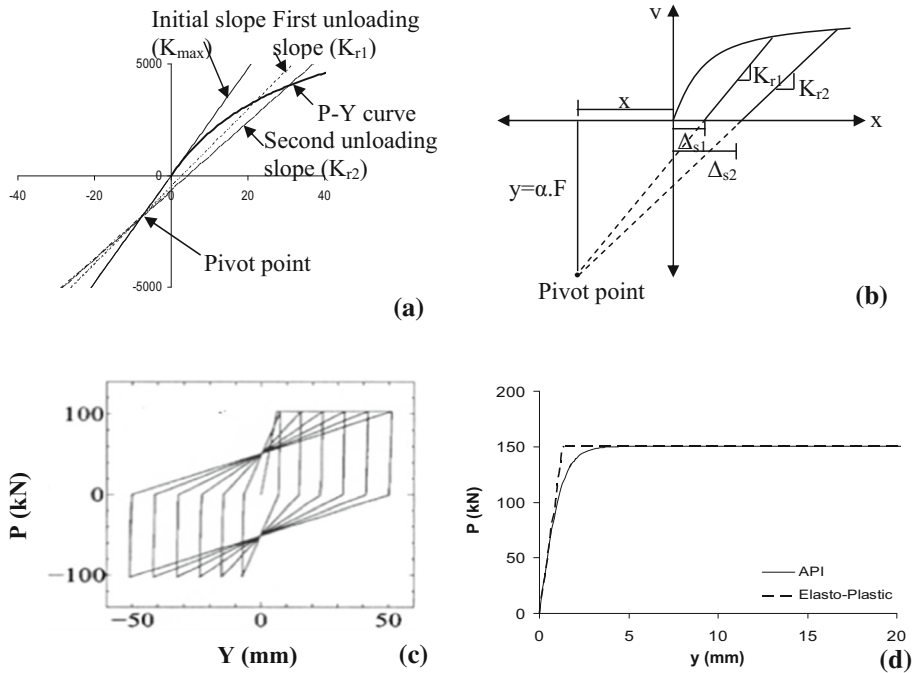 Initial slope First unloading
(Kmax) slope (Kr1)
5000
P-Y curve
Second unloading
slope (Kr2)
0
-20 0 20 40
Pivot point
-5000
(a)
v
Kr1
Kr2
x
x
Δs1
Δs2
y=α.F
Pivot point
(b)
100
0
−100
P (kN)
−50 0 50
Y (mm)
(c)
200
150
100
50
0
P (kN)
API
Elasto-Plastic
0 5 10 15 20
y (mm)
(d)